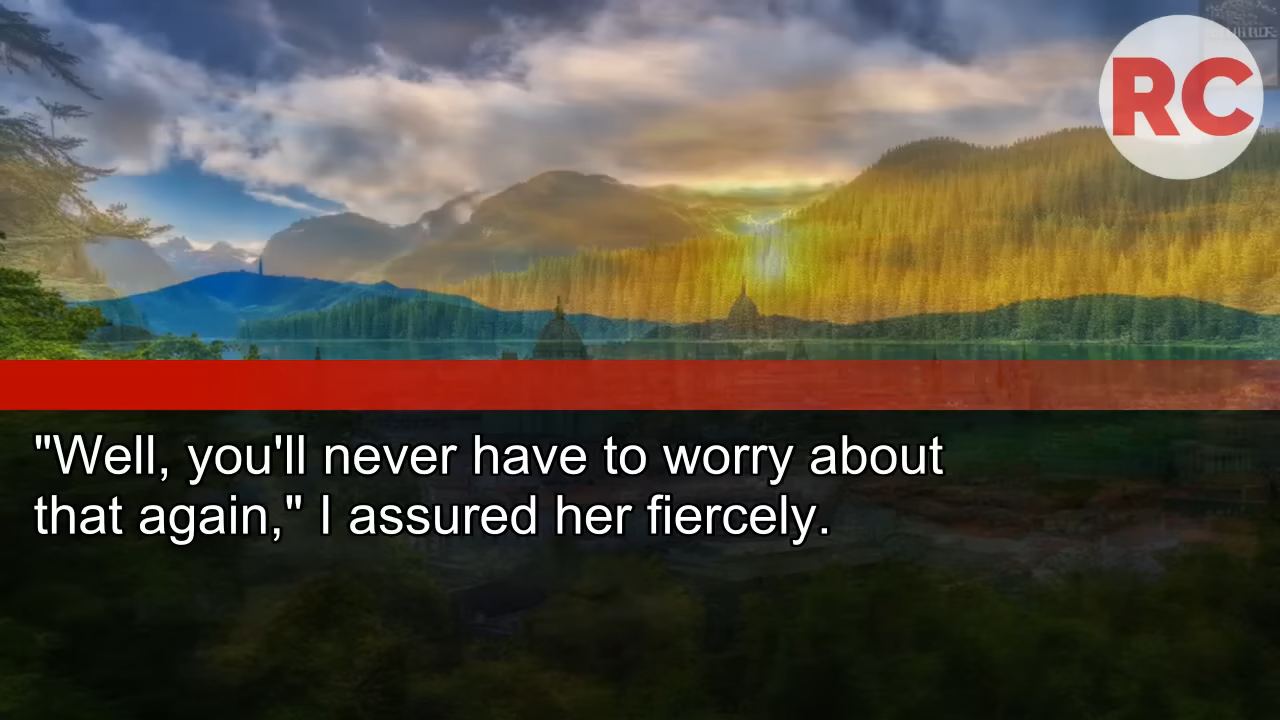 RC
"Well, you'll never have to worry about
that again," I assured her fiercely.